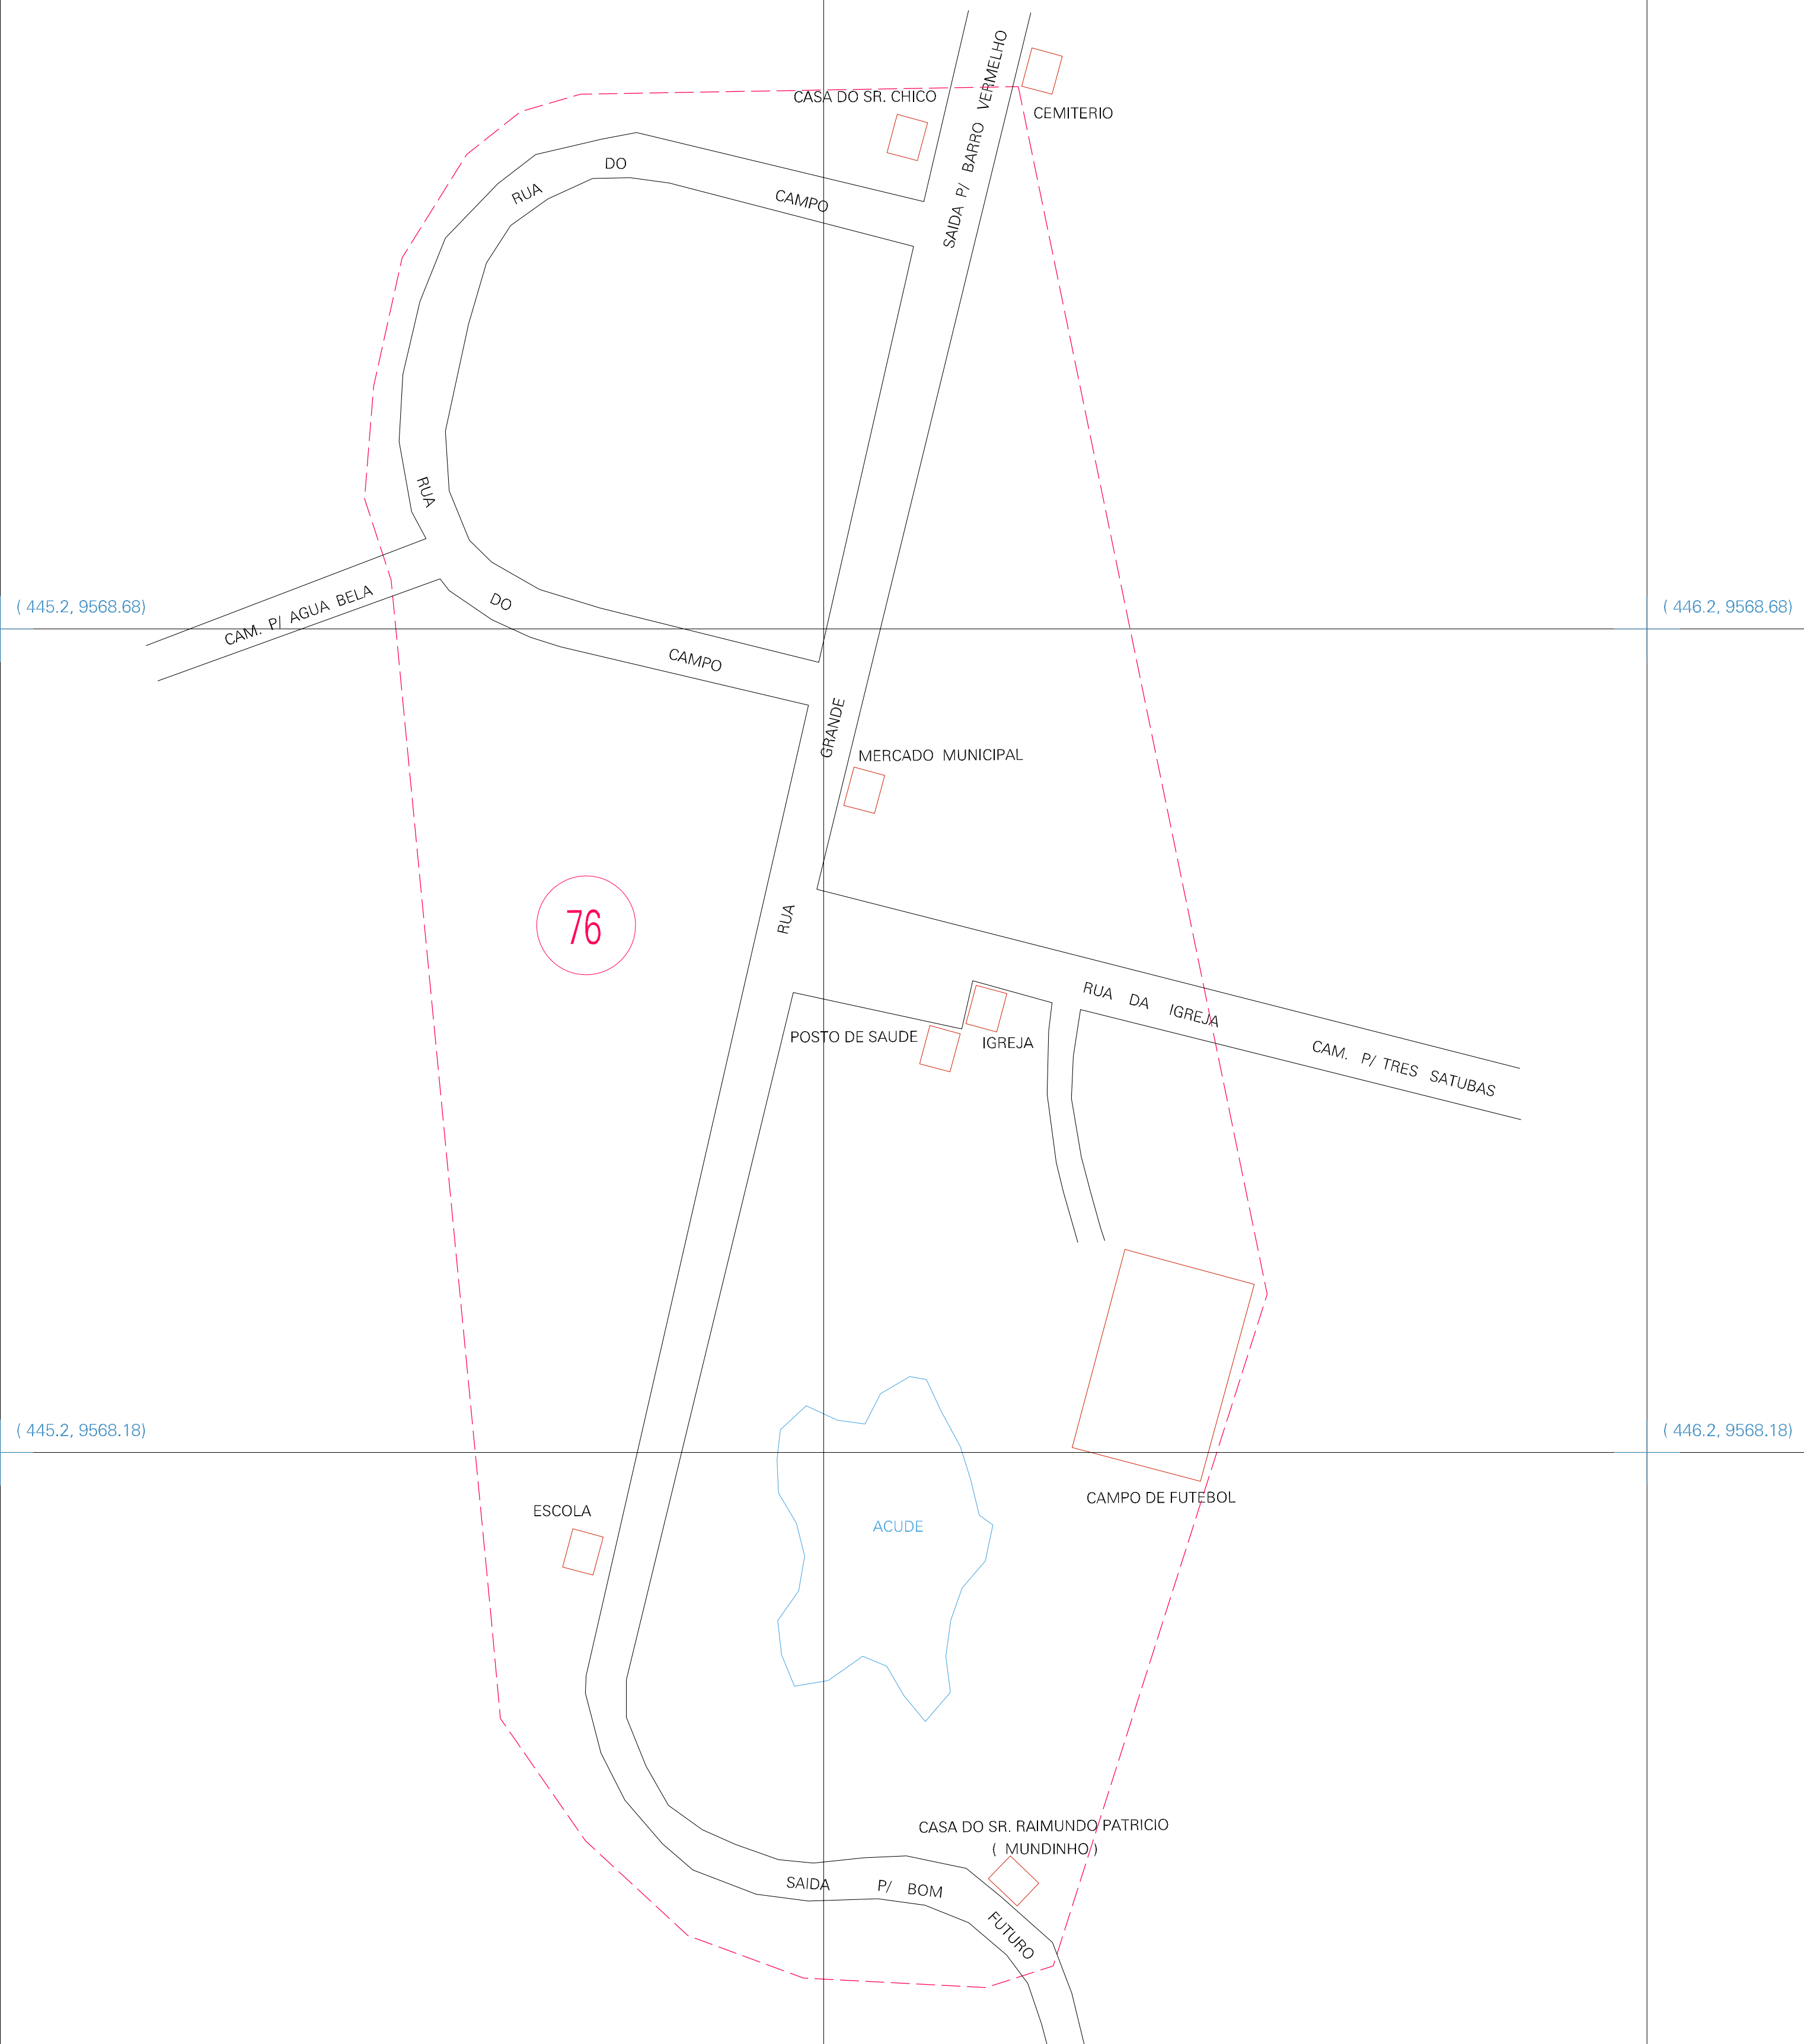 SAIDA P/ BARRO VERMELHO
CASA DO SR. CHICO
CEMITERIO
RUA DO CAMPO
RUA DO CAMPO
CAM. P/ AGUA BELA
( 445.2, 9568.68)
( 446.2, 9568.68)
RUA GRANDE
MERCADO MUNICIPAL
76
RUA DA IGREJA
POSTO DE SAUDE
IGREJA
CAM. P/ TRES SATUBAS
( 445.2, 9568.18)
( 446.2, 9568.18)
CAMPO DE FUTEBOL
ESCOLA
ACUDE
CASA DO SR. RAIMUNDO PATRICIO
( MUNDINHO )
SAIDA P/ BOM FUTURO